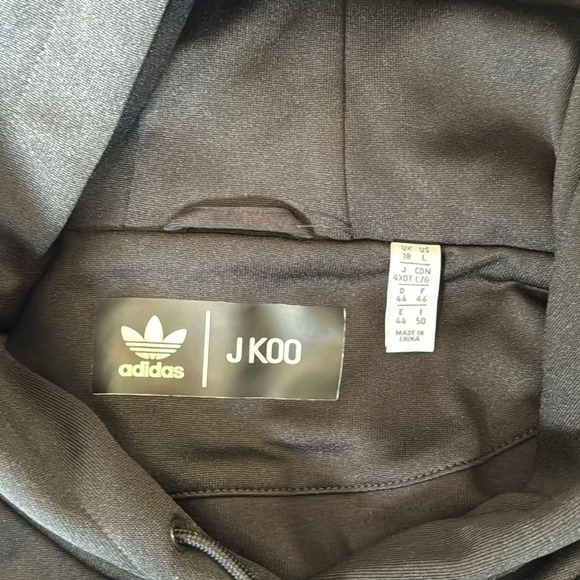 adidas
J KOO
UK US
18 L
J CDN
4XOT L/G
D F
44 46
E I
44 50
MADE IN
CHINA